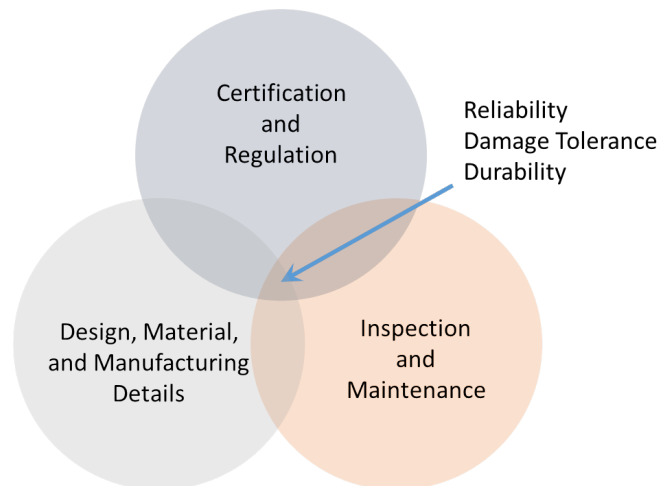 Certification
and
Regulation
Reliability
Damage Tolerance
Durability
Design, Material,
and Manufacturing
Details
Inspection
and
Maintenance